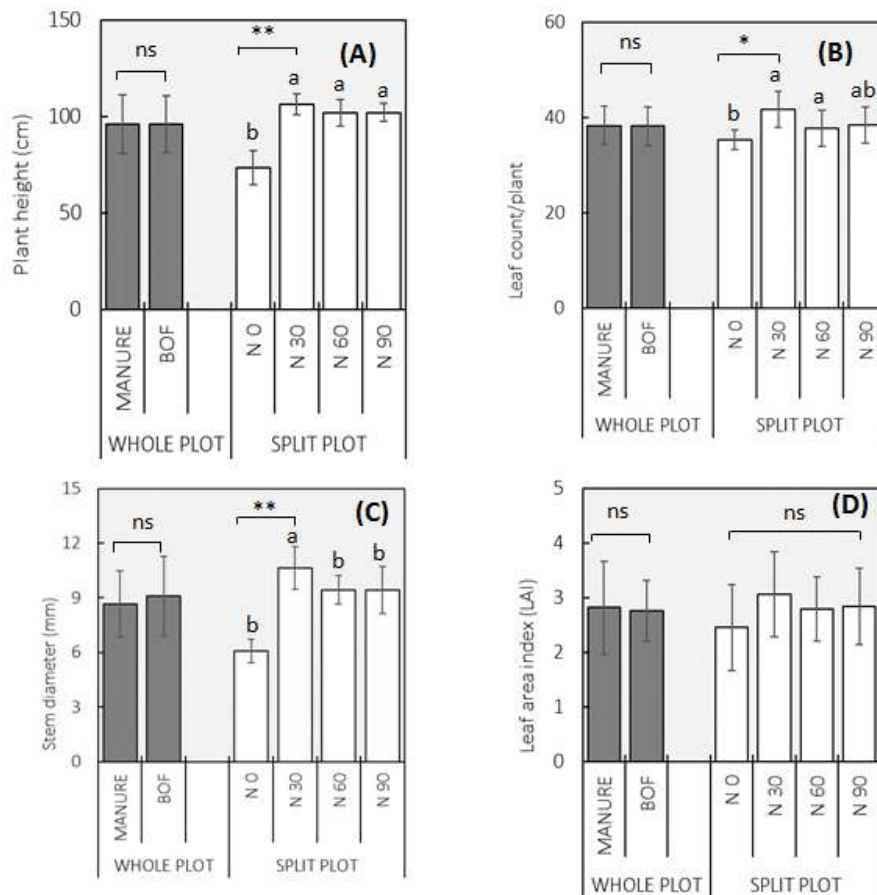 150
100
50
0
Plant height (cm)
ns
**
(A)
b
a
a
a
MANURE
BOF
N 0
N 30
N 60
N 90
WHOLE PLOT
SPLIT PLOT
60
40
20
0
Leaf count/plant
ns
*
(B)
b
a
a
ab
MANURE
BOF
N 0
N 30
N 60
N 90
WHOLE PLOT
SPLIT PLOT
15
12
9
6
3
0
Stem diameter (mm)
ns
**
(C)
b
a
b
b
MANURE
BOF
N 0
N 30
N 60
N 90
WHOLE PLOT
SPLIT PLOT
5
4
3
2
1
0
Leaf area index (LAI)
ns
ns
(D)
MANURE
BOF
N 0
N 30
N 60
N 90
WHOLE PLOT
SPLIT PLOT